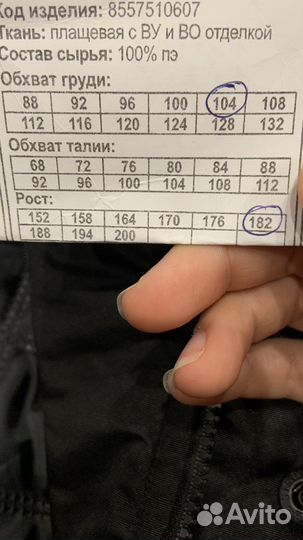 Код изделия: 8557510607
Ткань: плащевая с ВУ и ВО отделкой
Состав сырья: 100% пэ
Обхват груди:
88 92 96 100 104 108
112 116 120 124 128 132
Обхват талии:
68 72 76 80 84 88
92 96 100 104 108 112
Рост:
152 158 164 170 176 182
188 194 200
Avito